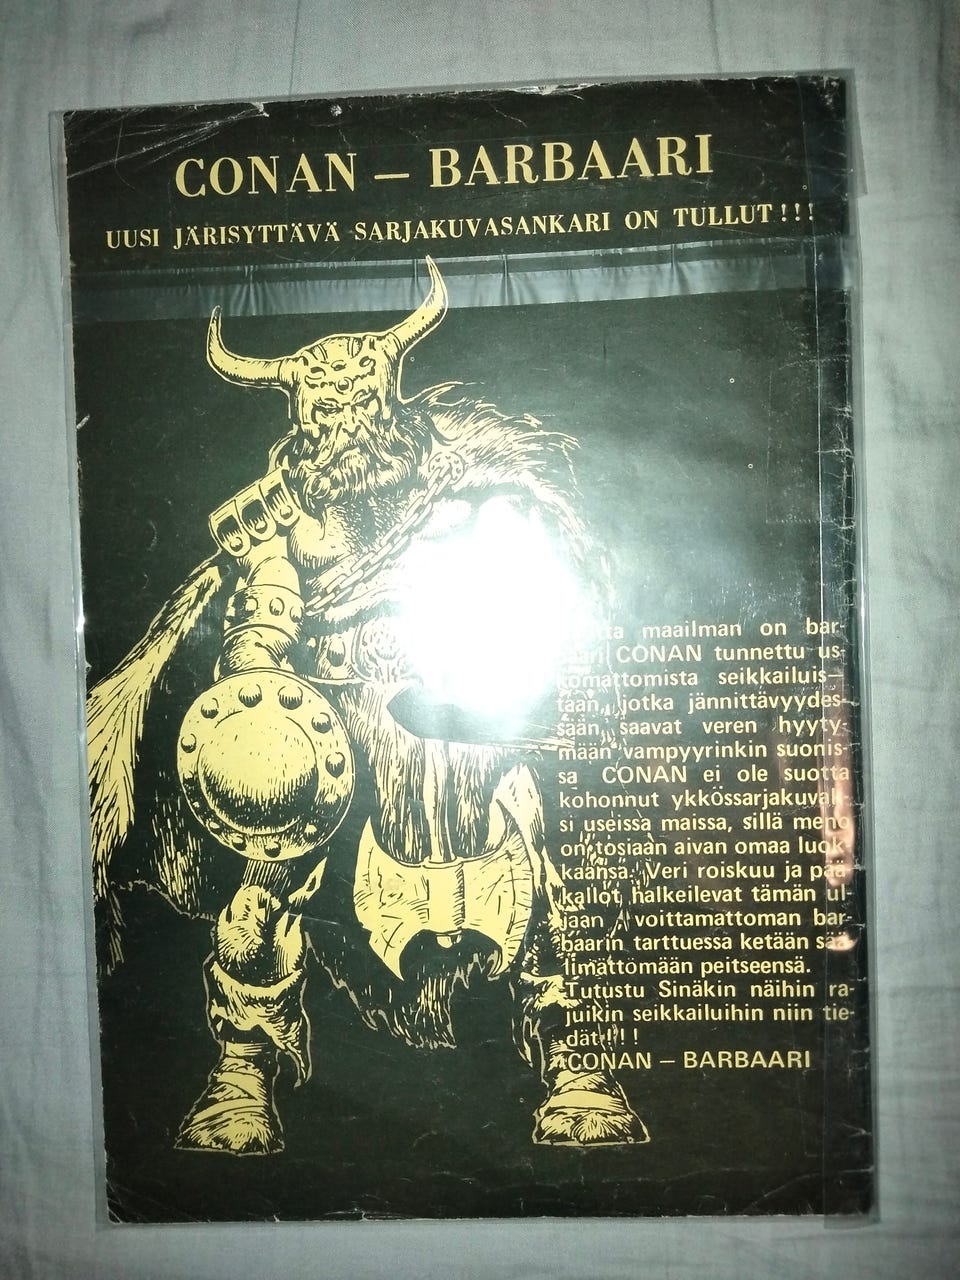 CONAN – BARBAARI
UUSI JÄRISYTTÄVÄ SARJAKUVASANKARI ON TULLUT!!!
maailman on bar-
CONAN tunnettu us-
komattomista seikkailuis–
taan, jotka jännittävyydes-
sään saavat veren hyyty-
mään vampyyrinkin suonis-
sa CONAN ei ole suotta
kohonnut ykkössarjakuvak-
si useissa maissa, sillä meno
on tosiaan aivan omaa luok-
kaansa. Veri roiskuu ja pää-
kallot halkeilevat tämän ul-
jaan, voittamattoman bar-
baarin tarttuessa ketään sää-
limättömään peitseensä.
Tutustu Sinäkin näihin ra-
juikin seikkailuihin niin tie-
dät!!!
CONAN – BARBAARI